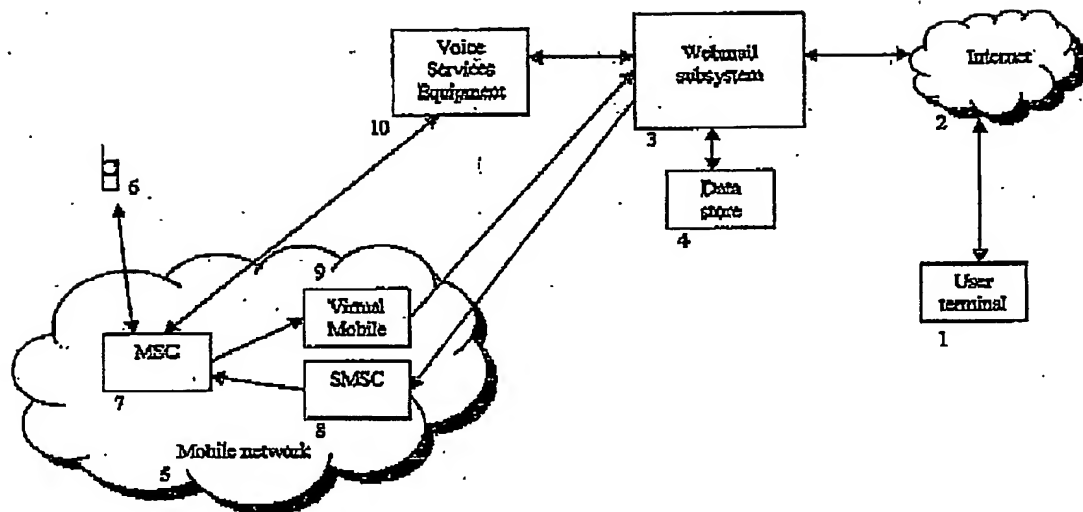 Voice
Services
Equipment
10
Webmail
subsystem
3
Internet
2
6
Data
store
4
9
Virtual
Mobile
User
terminal
1
MSC
7
SMSC
8
Mobile network
5